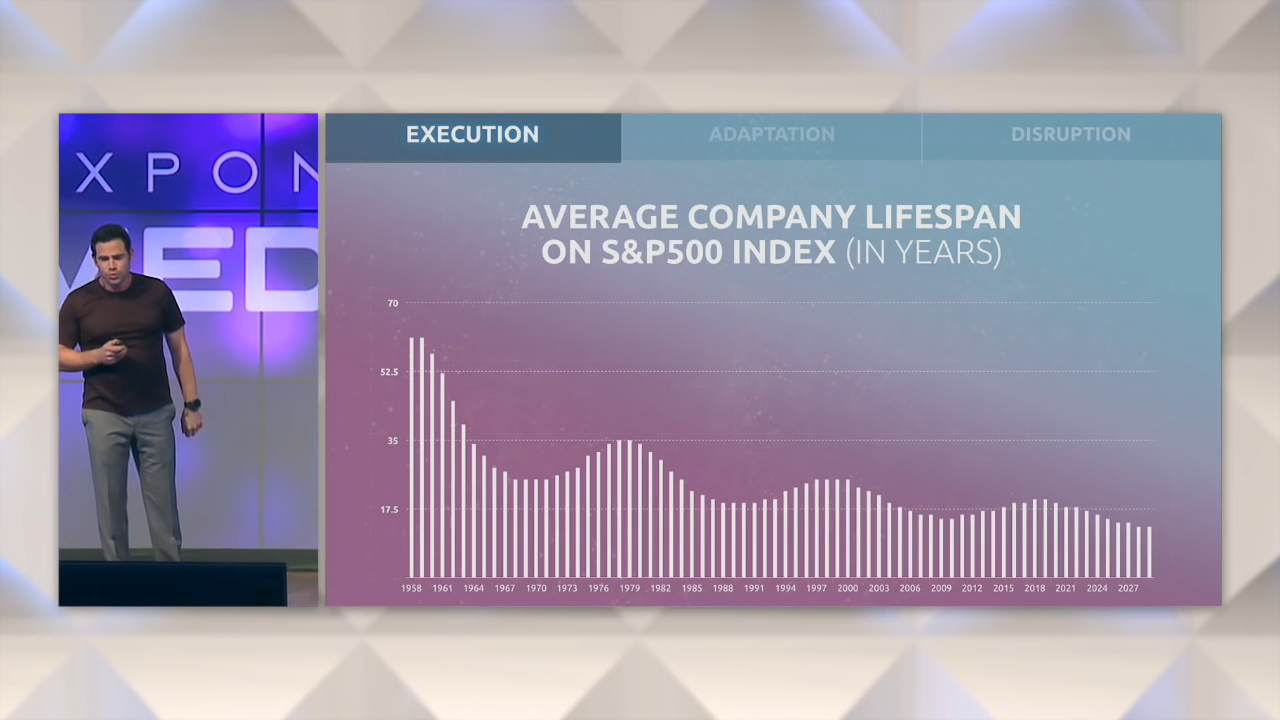 XPON
MED
EXECUTION
ADAPTATION
DISRUPTION
AVERAGE COMPANY LIFESPAN
ON S&P500 INDEX (IN YEARS)
70
52.5
35
17.5
1958 1961 1964 1967 1970 1973 1976 1979 1982 1985 1988 1991 1994 1997 2000 2003 2006 2009 2012 2015 2018 2021 2024 2027